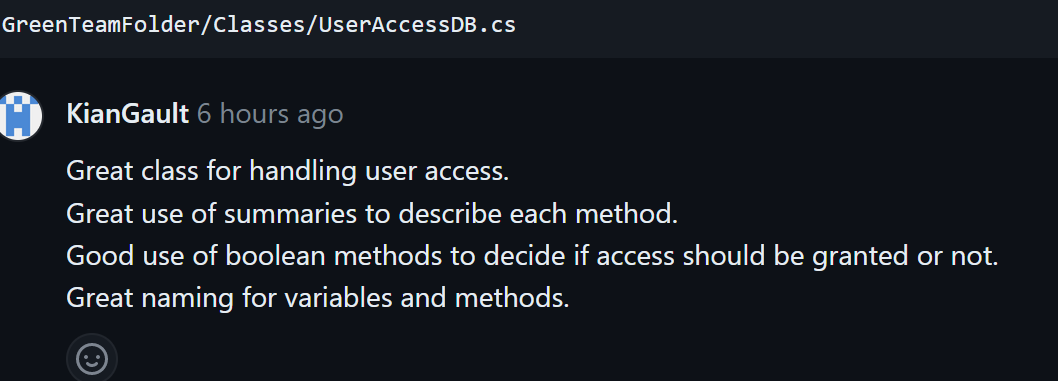 GreenTeamFolder/Classes/UserAccessDB.cs
KianGault 6 hours ago
Great class for handling user access.
Great use of summaries to describe each method.
Good use of boolean methods to decide if access should be granted or not.
Great naming for variables and methods.